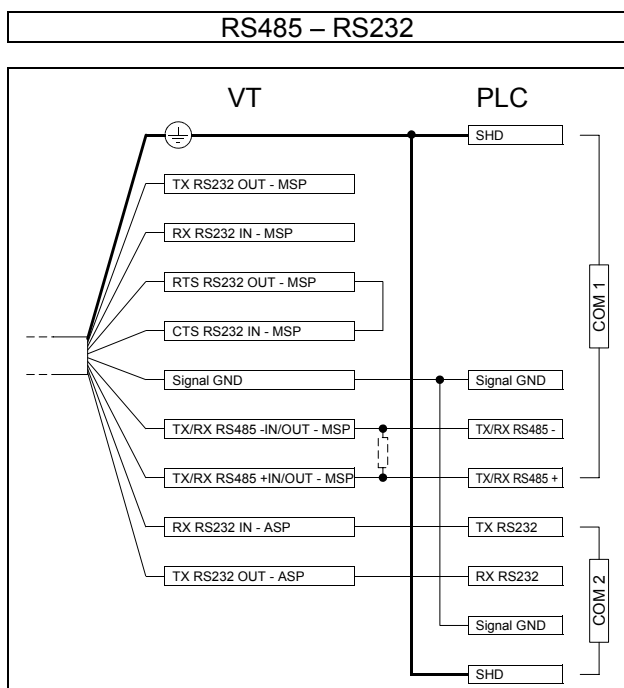 RS485 – RS232
VT PLC
SHD
TX RS232 OUT - MSP
RX RS232 IN - MSP
RTS RS232 OUT - MSP
CTS RS232 IN - MSP
Signal GND Signal GND
TX/RX RS485 -IN/OUT - MSP TX/RX RS485 -
TX/RX RS485 +IN/OUT - MSP TX/RX RS485 +
RX RS232 IN - ASP TX RS232
TX RS232 OUT - ASP RX RS232
Signal GND
SHD
COM 1
COM 2